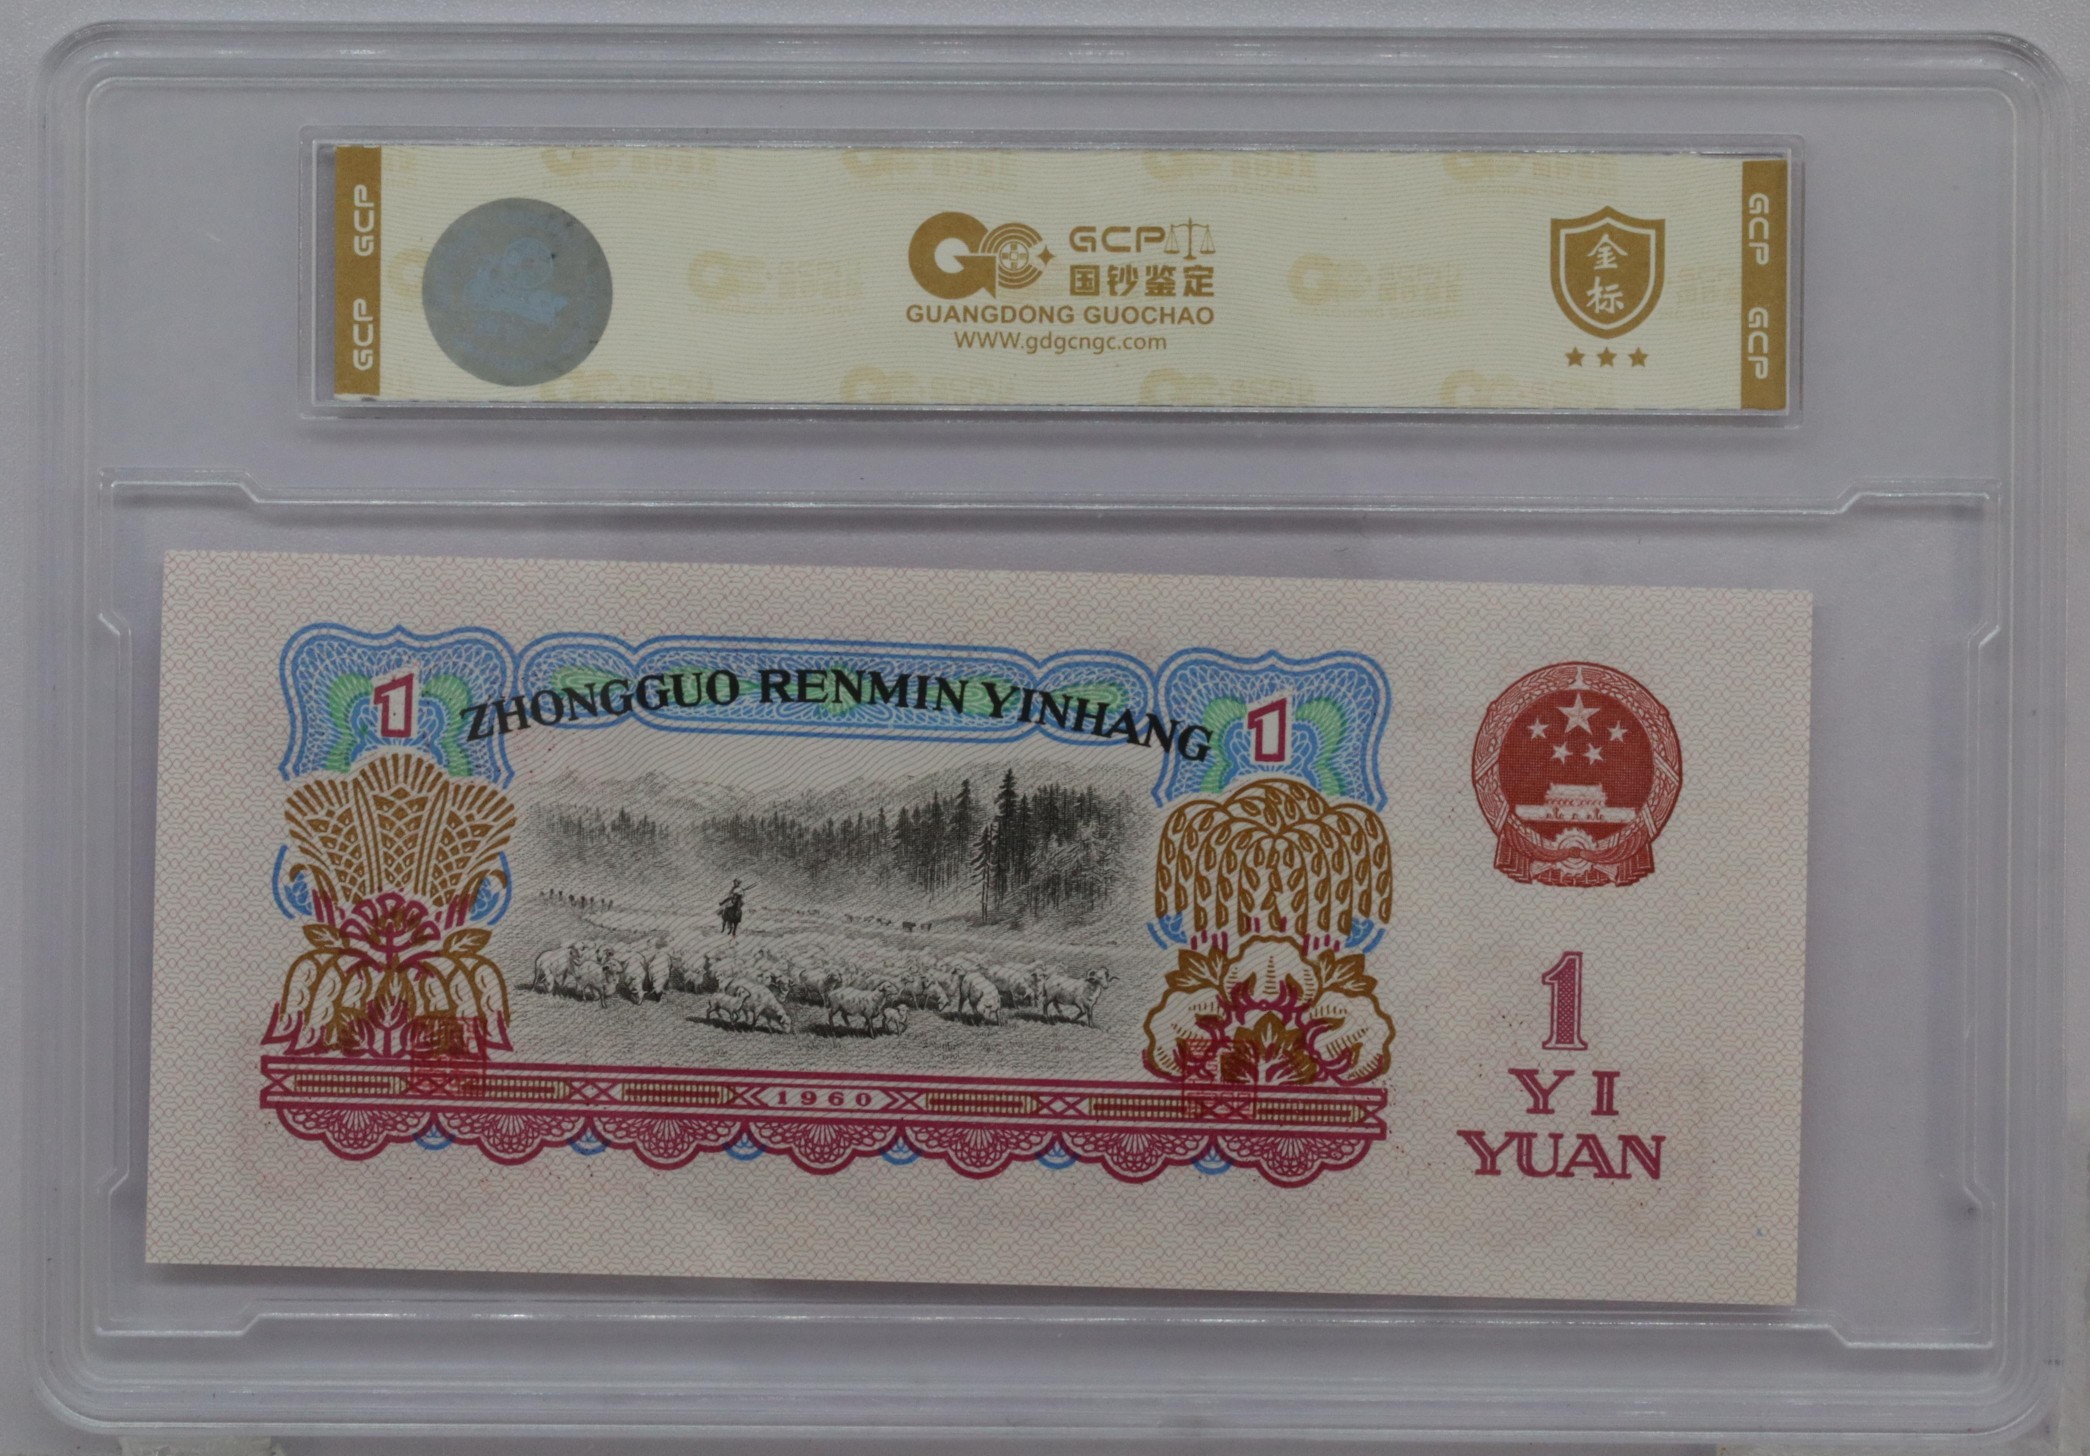 GCP GCP
GCP
国钞鉴定
GUANGDONG GUOCHAO
WWW.gdgcngc.com
金标
GCP GCP
1 ZHONGGUO RENMIN YINHANG 1
1960
1
YI
YUAN